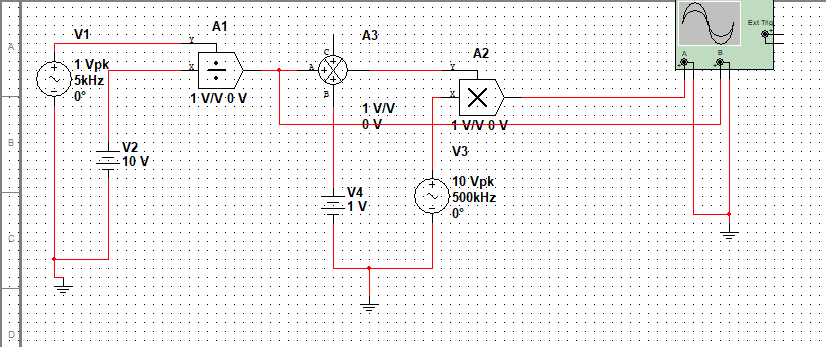 V1
1 Vpk
5kHz
0°
A1
Y
X
1 V/V 0 V
V2
10 V
A3
C
A
B
1 V/V
0 V
V4
1 V
A2
Y
X
1 V/V 0 V
V3
10 Vpk
500kHz
0°
Ext Trig
A
B
A
B
C
D